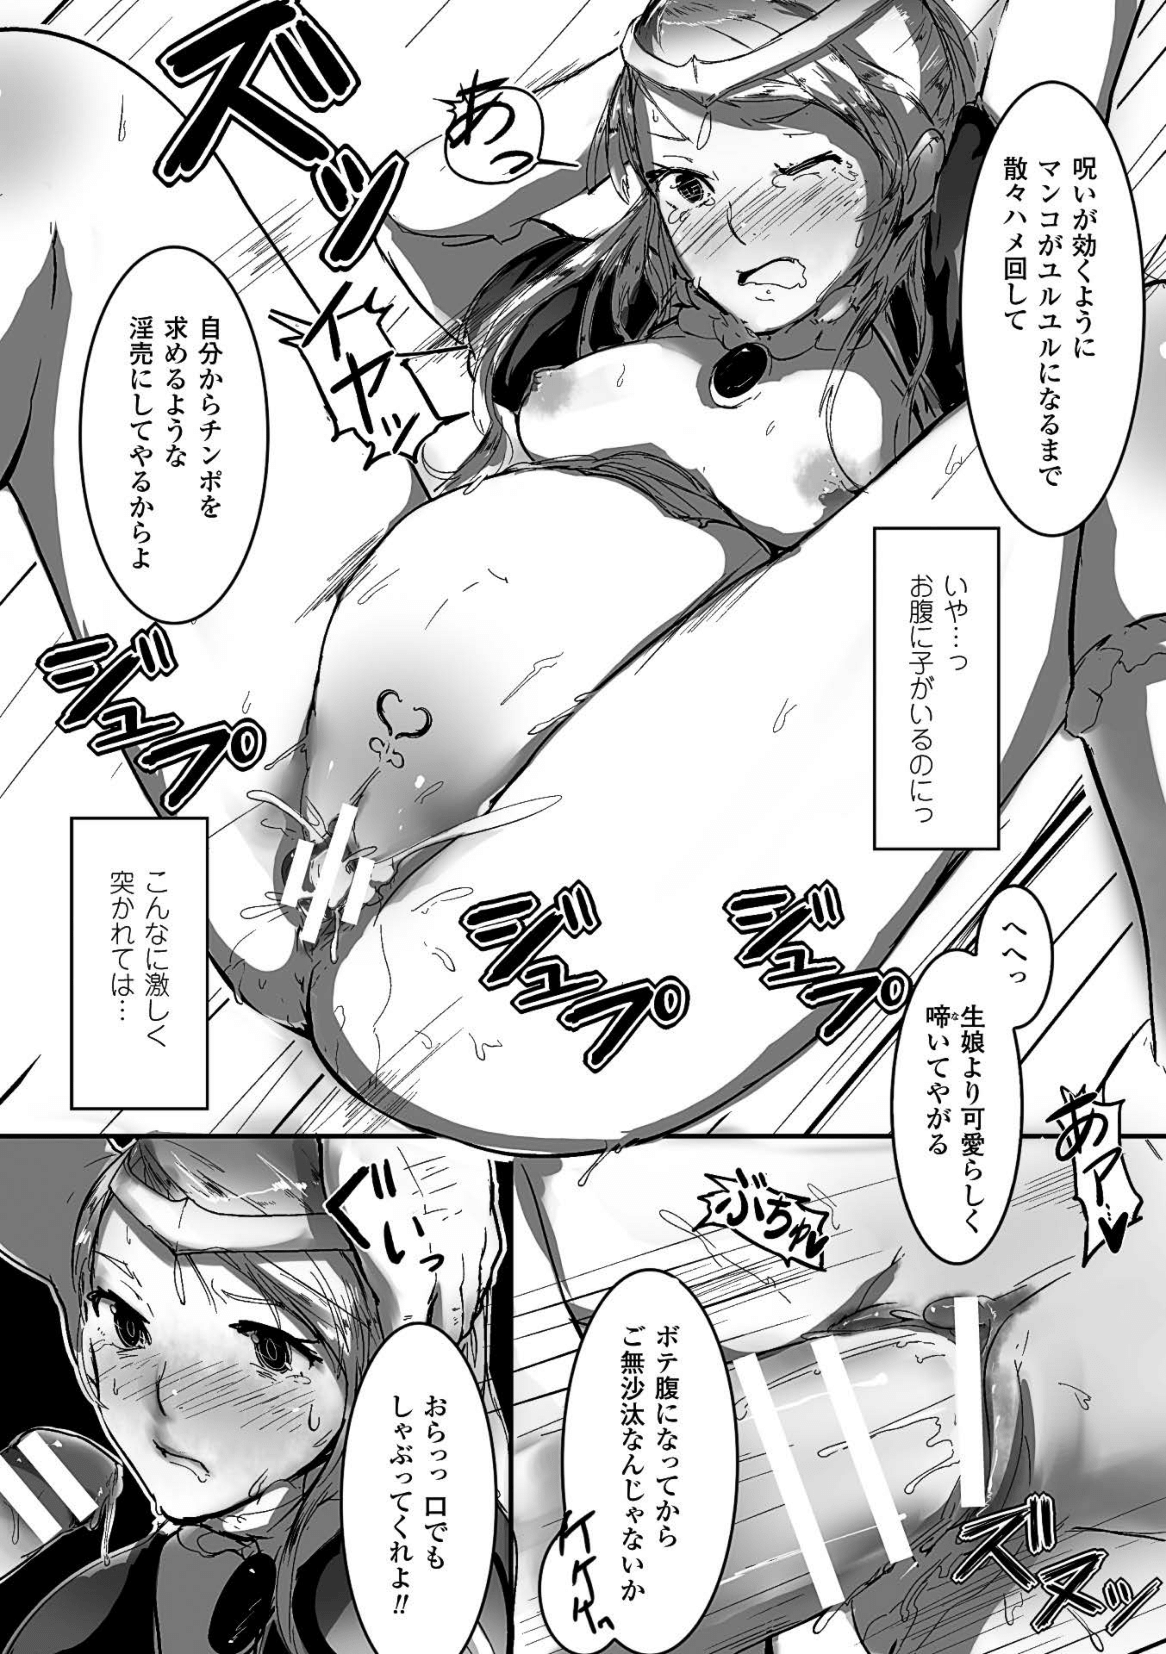 呪いが効くように
マンコがユルユルになるまで
散々ハメ回して
あっ
ズッ
イヤッ
自分からチンポを
求めるような
淫売にしてやるからよ
いや…っ
お腹に子がいるのにっ
ジュプ
ジュプ
ジュプ
こんなに激しく
突かれては…
へへっ
生娘より可愛らしく
啼いてやがる
な
あァ♥
ぶちゅ
ボテ腹になってから
ご無沙汰なんじゃないか
ケケケ
ズヌッ
ぐいっ
おらっっ 口でも
しゃぶってくれよ!!